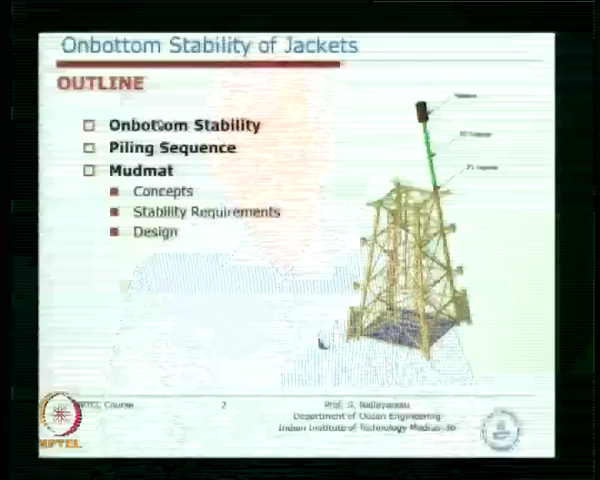 Onbottom Stability of Jackets
OUTLINE
Onbottom Stability
Piling Sequence
Mudmat
Concepts
Stability Requirements
Design
Course
2
Prof. S.
Department of Ocean Engineering
Indian Institute of Technology Madras-36
NPTEL